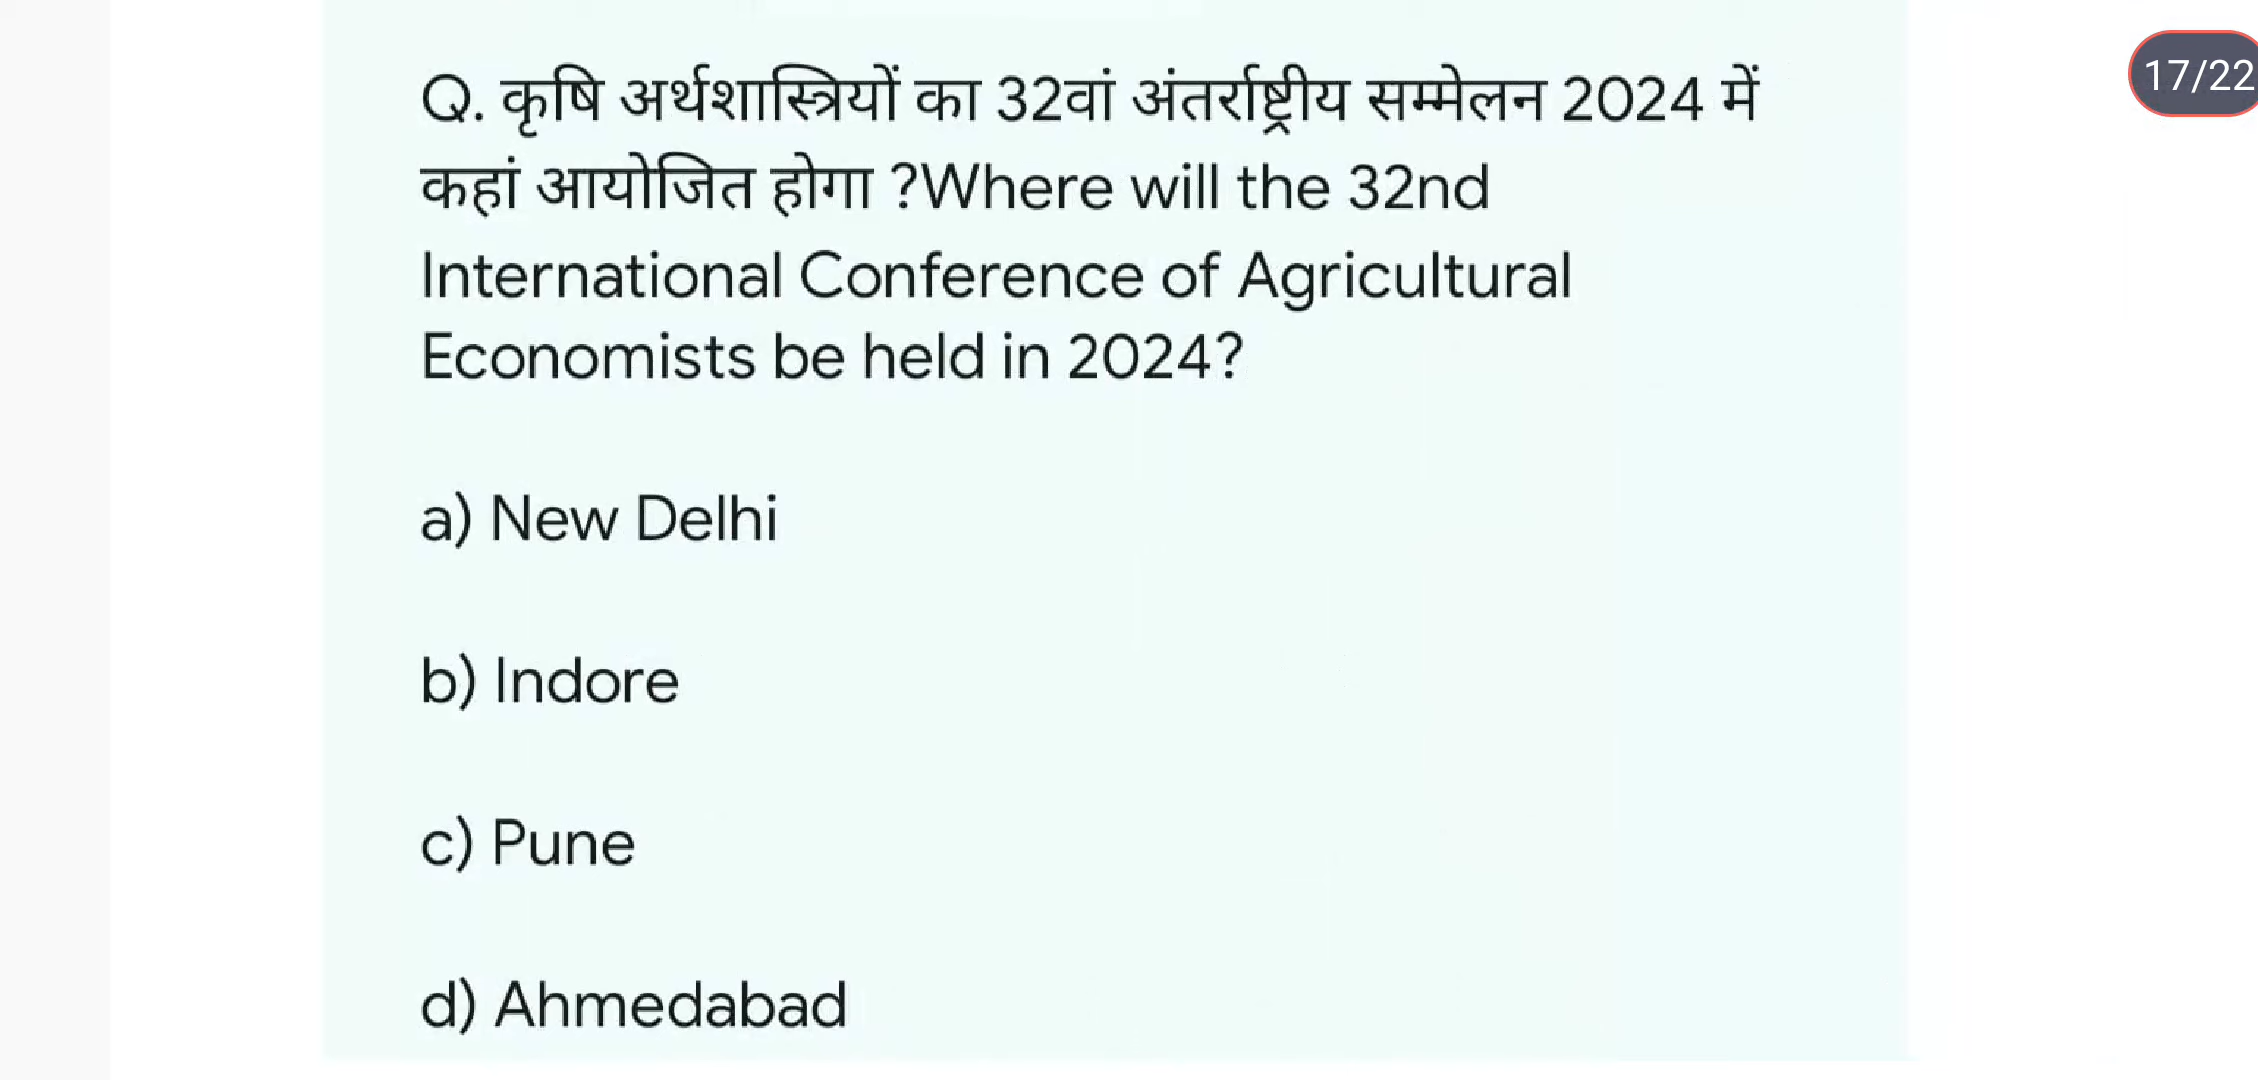 17/22
Q. कृषि अर्थशास्त्रियों का 32वां अंतर्राष्ट्रीय सम्मेलन 2024 में
कहां आयोजित होगा ?Where will the 32nd
International Conference of Agricultural
Economists be held in 2024?
a) New Delhi
b) Indore
c) Pune
d) Ahmedabad